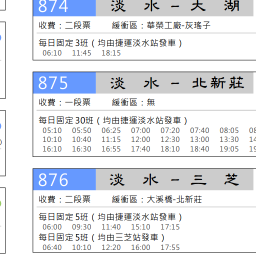 874 淡 水 – 天 湖
收費：二段票 緩衝區：華榮工廠-灰瑤子
每日固定3班（均由捷運淡水站發車）
06:10 11:45 18:15
875 淡 水 – 北新莊
收費：一段票 緩衝區：無
每日固定30班（均由捷運淡水站發車）
05:10 05:50 06:25 07:00 07:20 07:40 08:05
10:10 10:40 11:15 12:00 12:30 13:00 13:30
16:10 16:30 16:55 17:40 18:10 18:40 19:05
876 淡 水 – 三 芝
收費：二段票 緩衝區：大溪橋-北新莊
每日固定5班（均由捷運淡水站發車）
06:00 09:30 11:40 15:10 17:15
每日固定5班（均由三芝站發車）
06:40 10:10 12:20 16:00 17:55